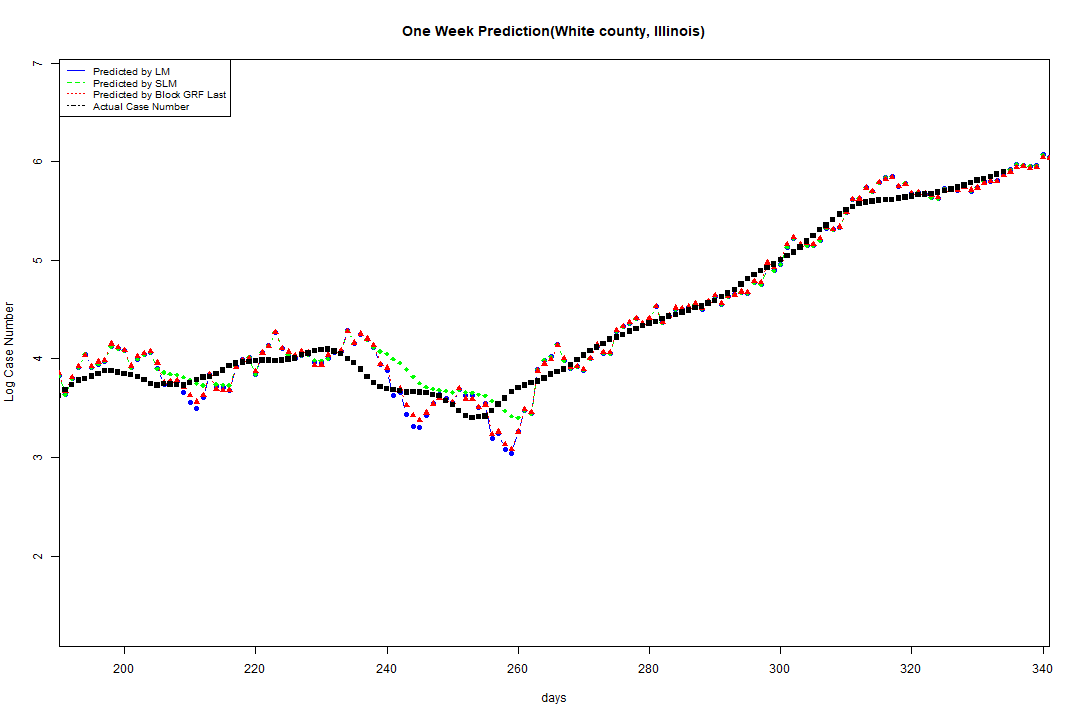 One Week Prediction(White county, Illinois)
Predicted by LM
Predicted by SLM
Predicted by Block GRF Last
Actual Case Number
7
6
5
4
3
2
Log Case Number
200 220 240 260 280 300 320 340
days